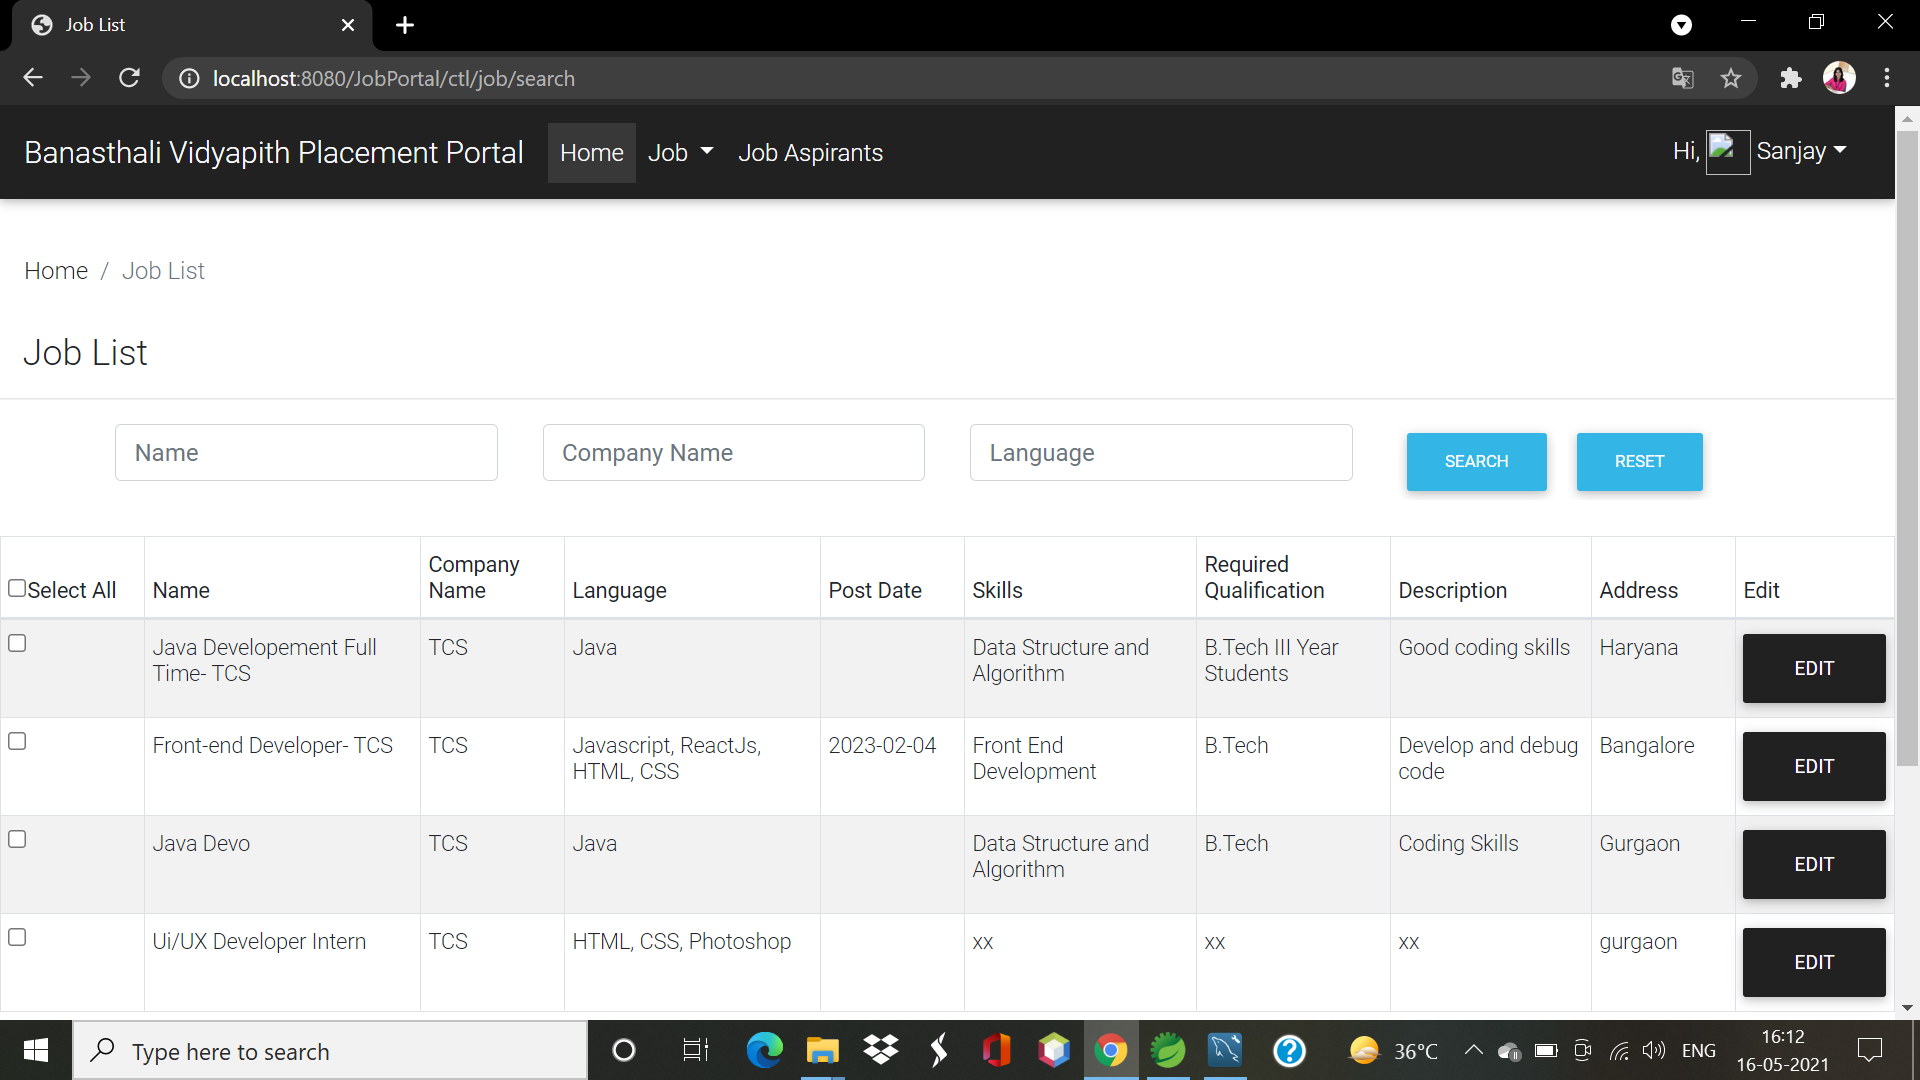 Job List
localhost:8080/JobPortal/ctl/job/search
Banasthali Vidyapith Placement Portal Home Job Job Aspirants Hi, Sanjay
Home / Job List
Job List
Name Company Name Language SEARCH RESET
Select All Name Company Name Language Post Date Skills Required Qualification Description Address Edit
Java Developement Full Time- TCS TCS Java Data Structure and Algorithm B.Tech III Year Students Good coding skills Haryana EDIT
Front-end Developer- TCS TCS Javascript, ReactJs, HTML, CSS 2023-02-04 Front End Development B.Tech Develop and debug code Bangalore EDIT
Java Devo TCS Java Data Structure and Algorithm B.Tech Coding Skills Gurgaon EDIT
Ui/UX Developer Intern TCS HTML, CSS, Photoshop xx xx xx gurgaon EDIT
Type here to search 36°C ENG 16:12
16-05-2021